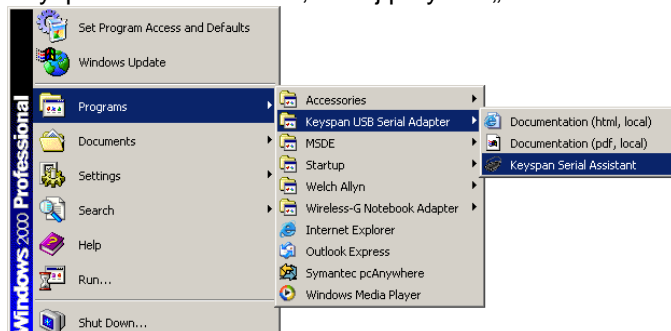 Set Program Access and Defaults
Windows Update
Programs
Documents
Settings
Search
Help
Run...
Shut Down...
Windows 2000 Professional
Accessories
Keyspan USB Serial Adapter
MSDE
Startup
Welch Allyn
Wireless-G Notebook Adapter
Internet Explorer
Outlook Express
Symantec pcAnywhere
Windows Media Player
Documentation (html, local)
Documentation (pdf, local)
Keyspan Serial Assistant